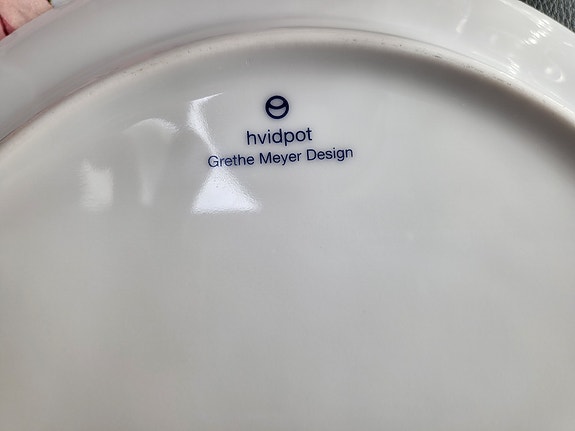 hvidpot
Grethe Meyer Design